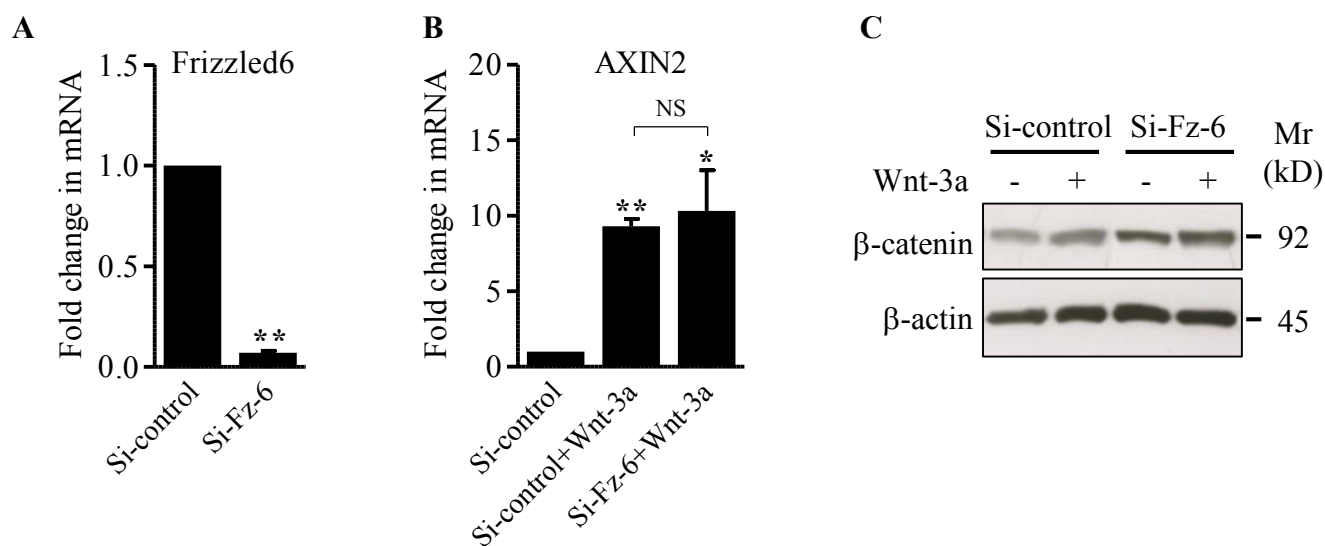 A
Fold change in mRNA
Frizzled6
1.5
1.0
0.5
0.0
**
Si-control
Si-Fz-6
B
Fold change in mRNA
AXIN2
20
15
10
5
0
NS
**
*
Si-control
Si-control+Wnt-3a
Si-Fz-6+Wnt-3a
C
Si-control Si-Fz-6 Mr
(kD)
Wnt-3a - + - +
β-catenin 92
β-actin 45